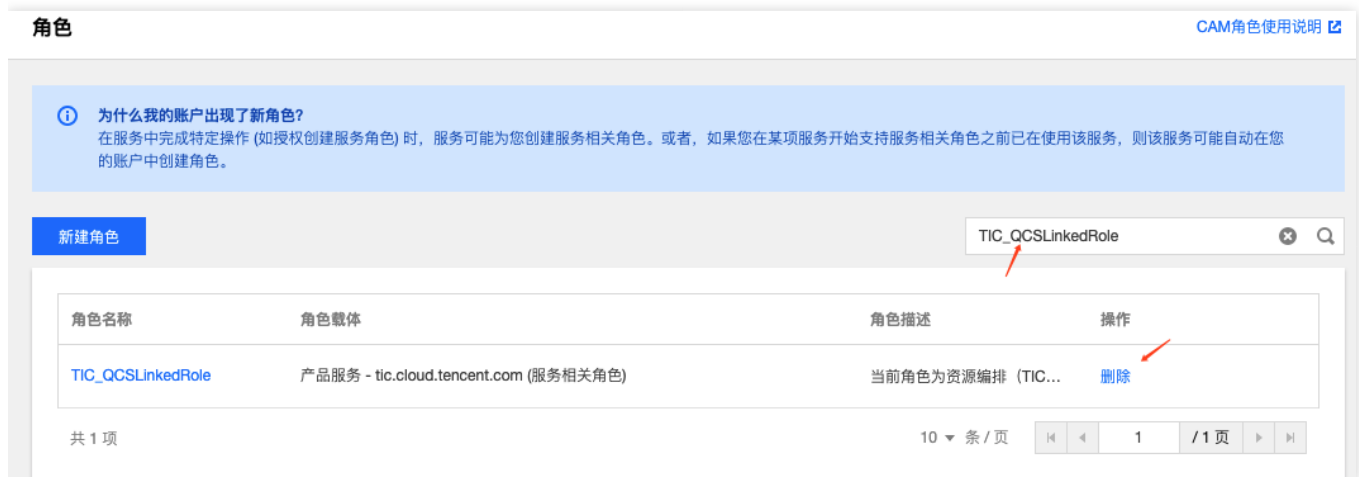 角色
CAM角色使用说明
为什么我的账户出现了新角色?
在服务中完成特定操作 (如授权创建服务角色) 时，服务可能为您创建服务相关角色。或者，如果您在某项服务开始支持服务相关角色之前已在使用该服务，则该服务可能自动在您
的账户中创建角色。
新建角色
TIC_QCSLinkedRole
角色名称
角色载体
角色描述
操作
TIC_QCSLinkedRole
产品服务 - tic.cloud.tencent.com (服务相关角色)
当前角色为资源编排（TIC...
删除
共 1 项
10 条 / 页
1
/ 1 页